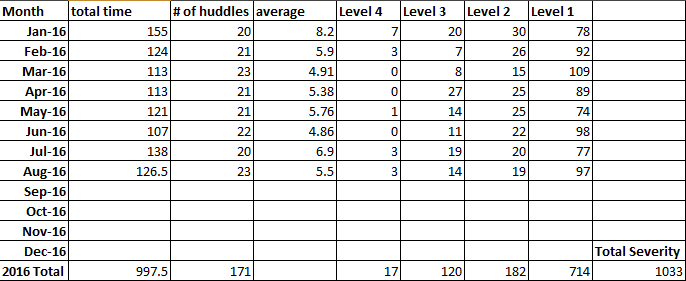 Month total time # of huddles average Level 4 Level 3 Level 2 Level 1
Jan-16 155 20 8.2 7 20 30 78
Feb-16 124 21 5.9 3 7 26 92
Mar-16 113 23 4.91 0 8 15 109
Apr-16 113 21 5.38 0 27 25 89
May-16 121 21 5.76 1 14 25 74
Jun-16 107 22 4.86 0 11 22 98
Jul-16 138 20 6.9 3 19 20 77
Aug-16 126.5 23 5.5 3 14 19 97
Sep-16
Oct-16
Nov-16
Dec-16 Total Severity
2016 Total 997.5 171 17 120 182 714 1033